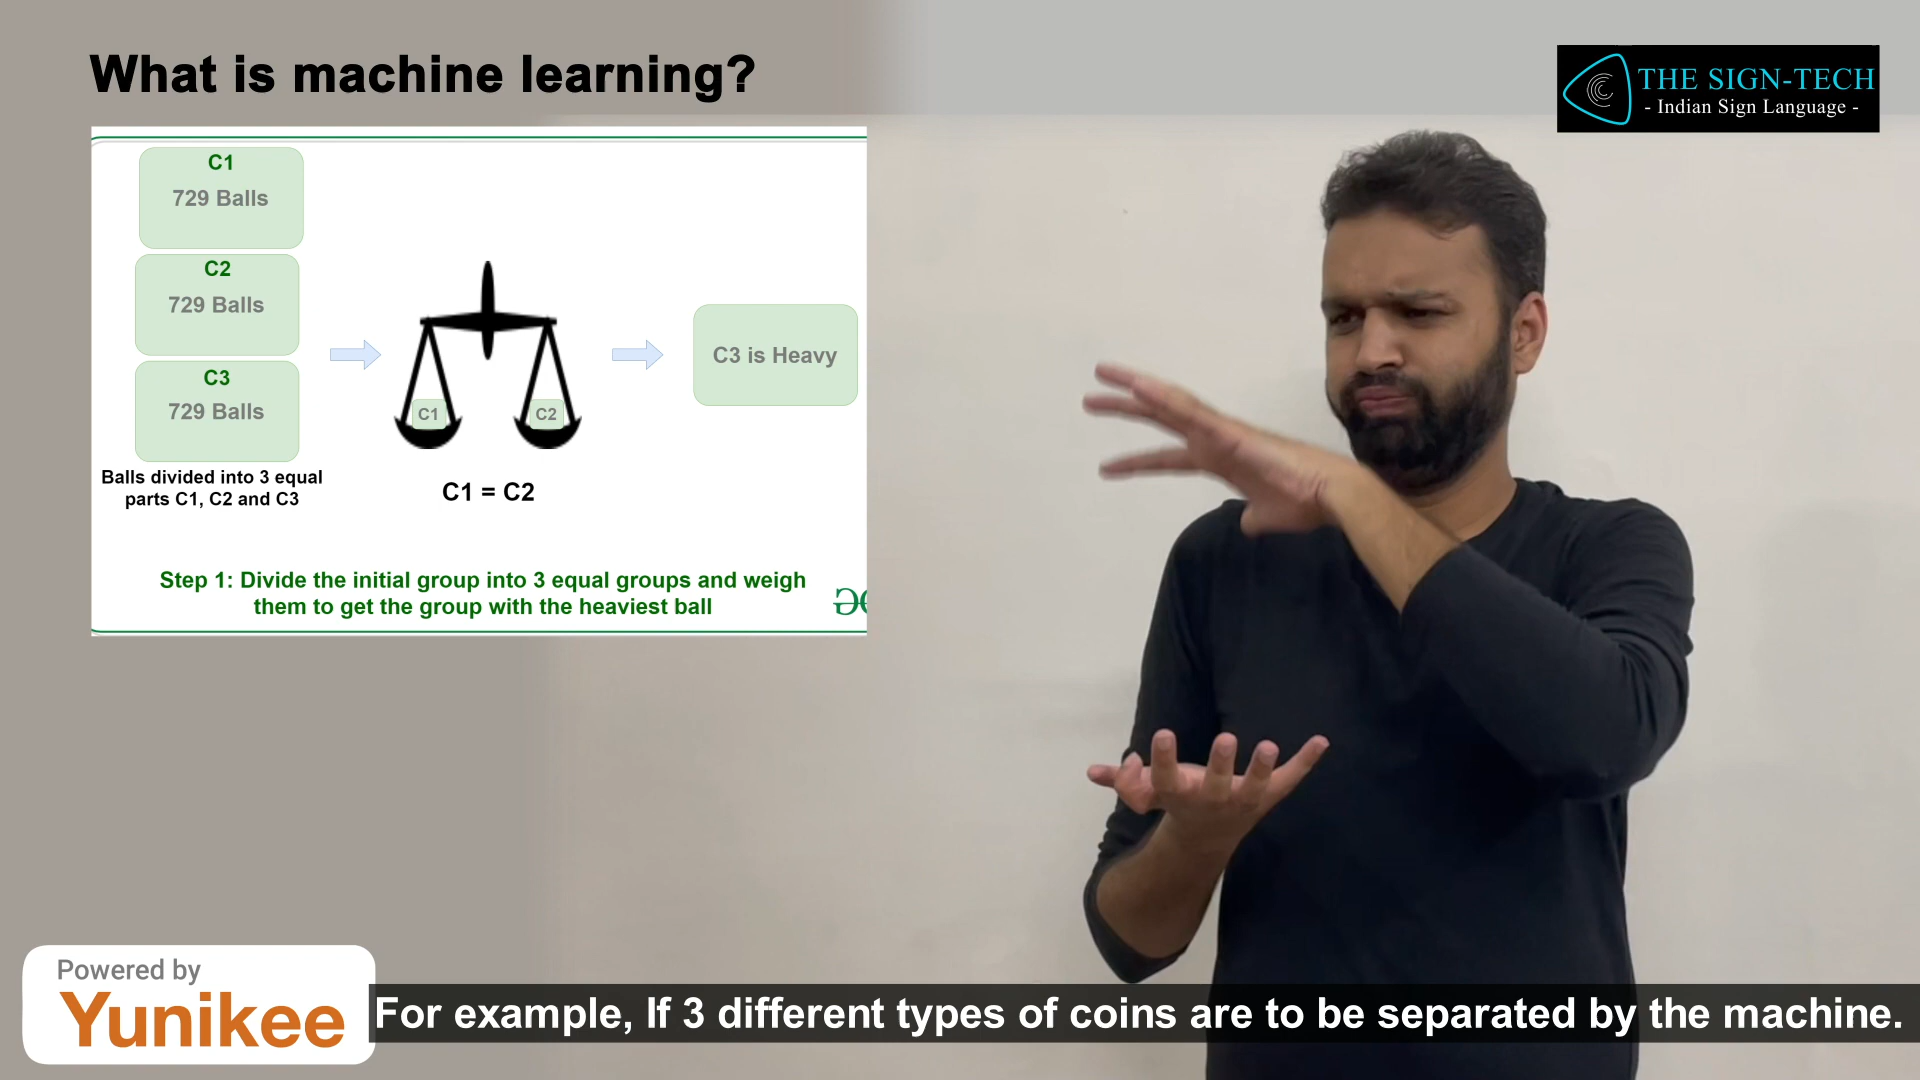 What is machine learning?
THE SIGN-TECH
- Indian Sign Language -
C1
729 Balls
C2
729 Balls
C3
729 Balls
Balls divided into 3 equal
parts C1, C2 and C3
C1
C2
C1 = C2
C3 is Heavy
Step 1: Divide the initial group into 3 equal groups and weigh
them to get the group with the heaviest ball
Powered by
Yunikee
For example, If 3 different types of coins are to be separated by the machine.